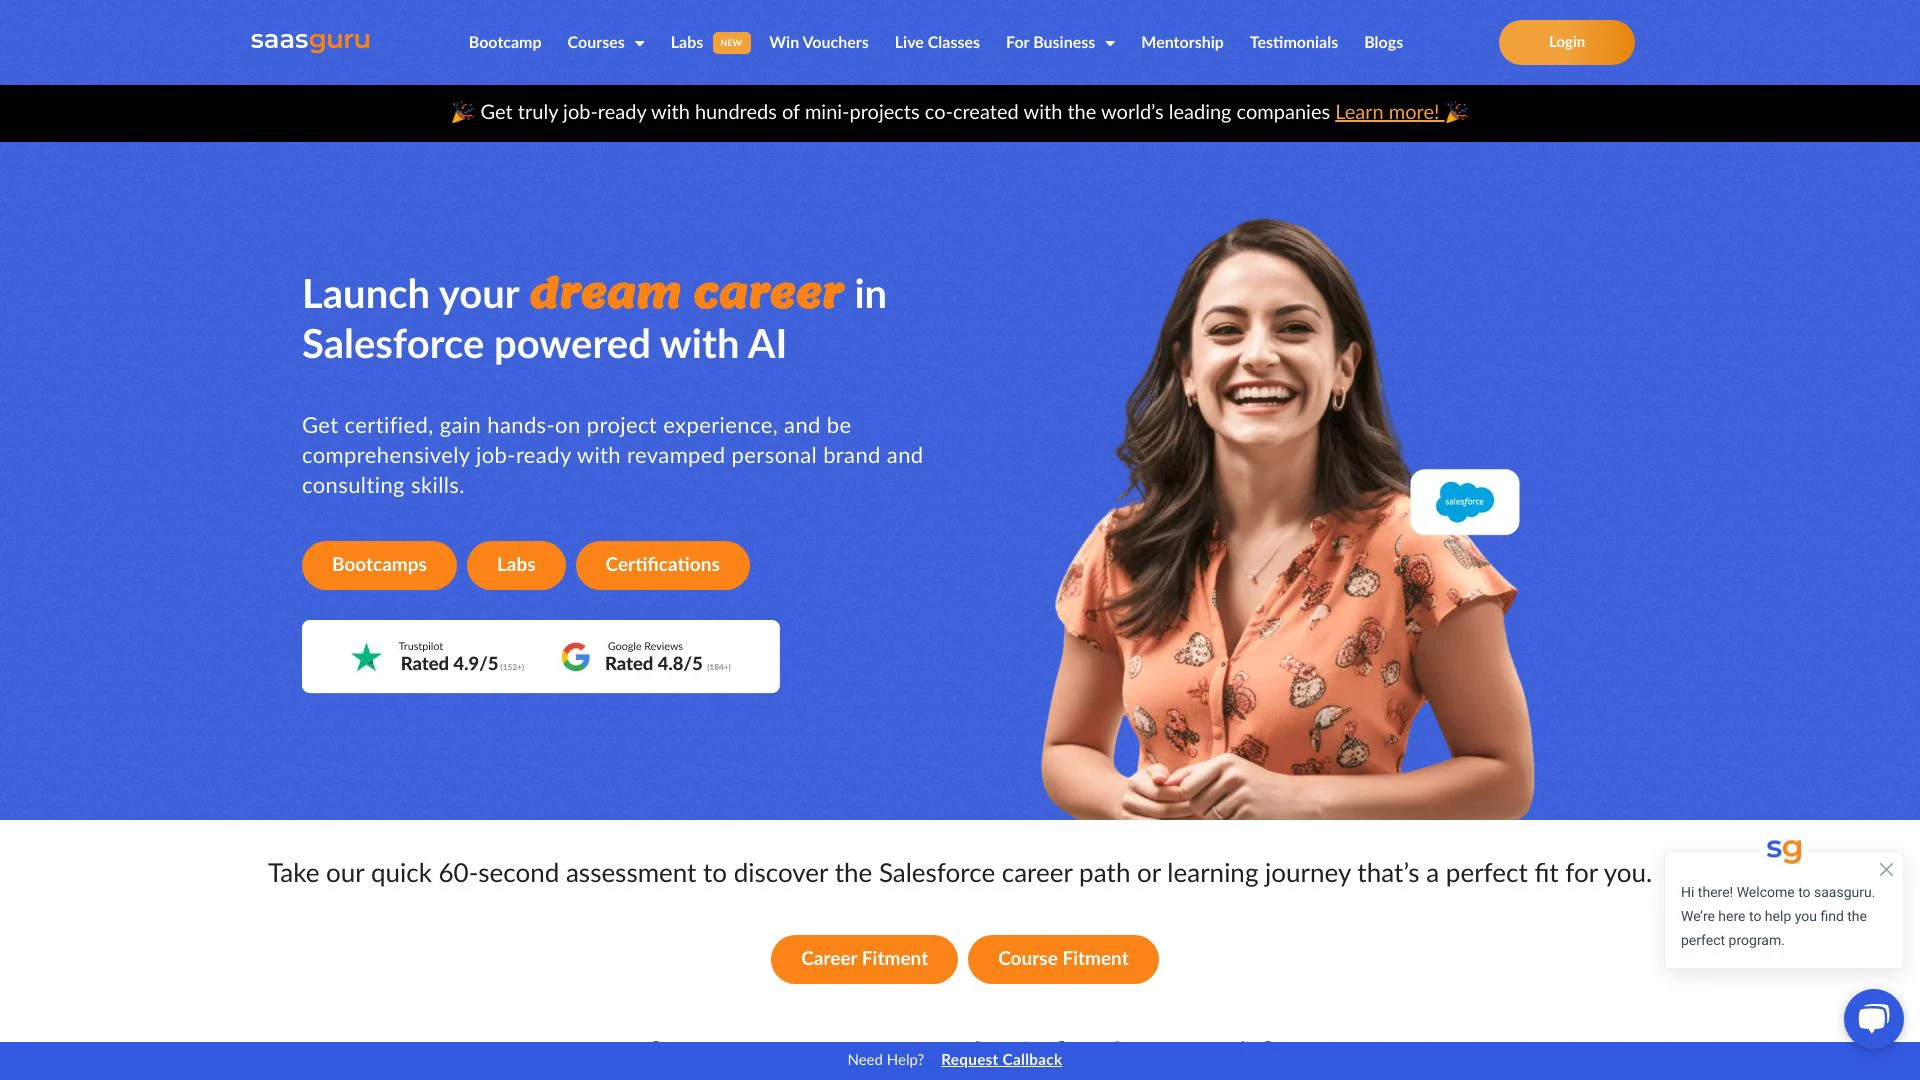 saasguru
Bootcamp Courses Labs NEW Win Vouchers Live Classes For Business Mentorship Testimonials Blogs Login
🎉 Get truly job-ready with hundreds of mini-projects co-created with the world’s leading companies Learn more! 🎉
Launch your dream career in
Salesforce powered with AI
Get certified, gain hands-on project experience, and be
comprehensively job-ready with revamped personal brand and
consulting skills.
salesforce
Bootcamps Labs Certifications
Trustpilot
Rated 4.9/5 (152+)
Google Reviews
Rated 4.8/5 (184+)
Take our quick 60-second assessment to discover the Salesforce career path or learning journey that’s a perfect fit for you.
Career Fitment Course Fitment
sg
Hi there! Welcome to saasguru.
We’re here to help you find the
perfect program.
Need Help? Request Callback